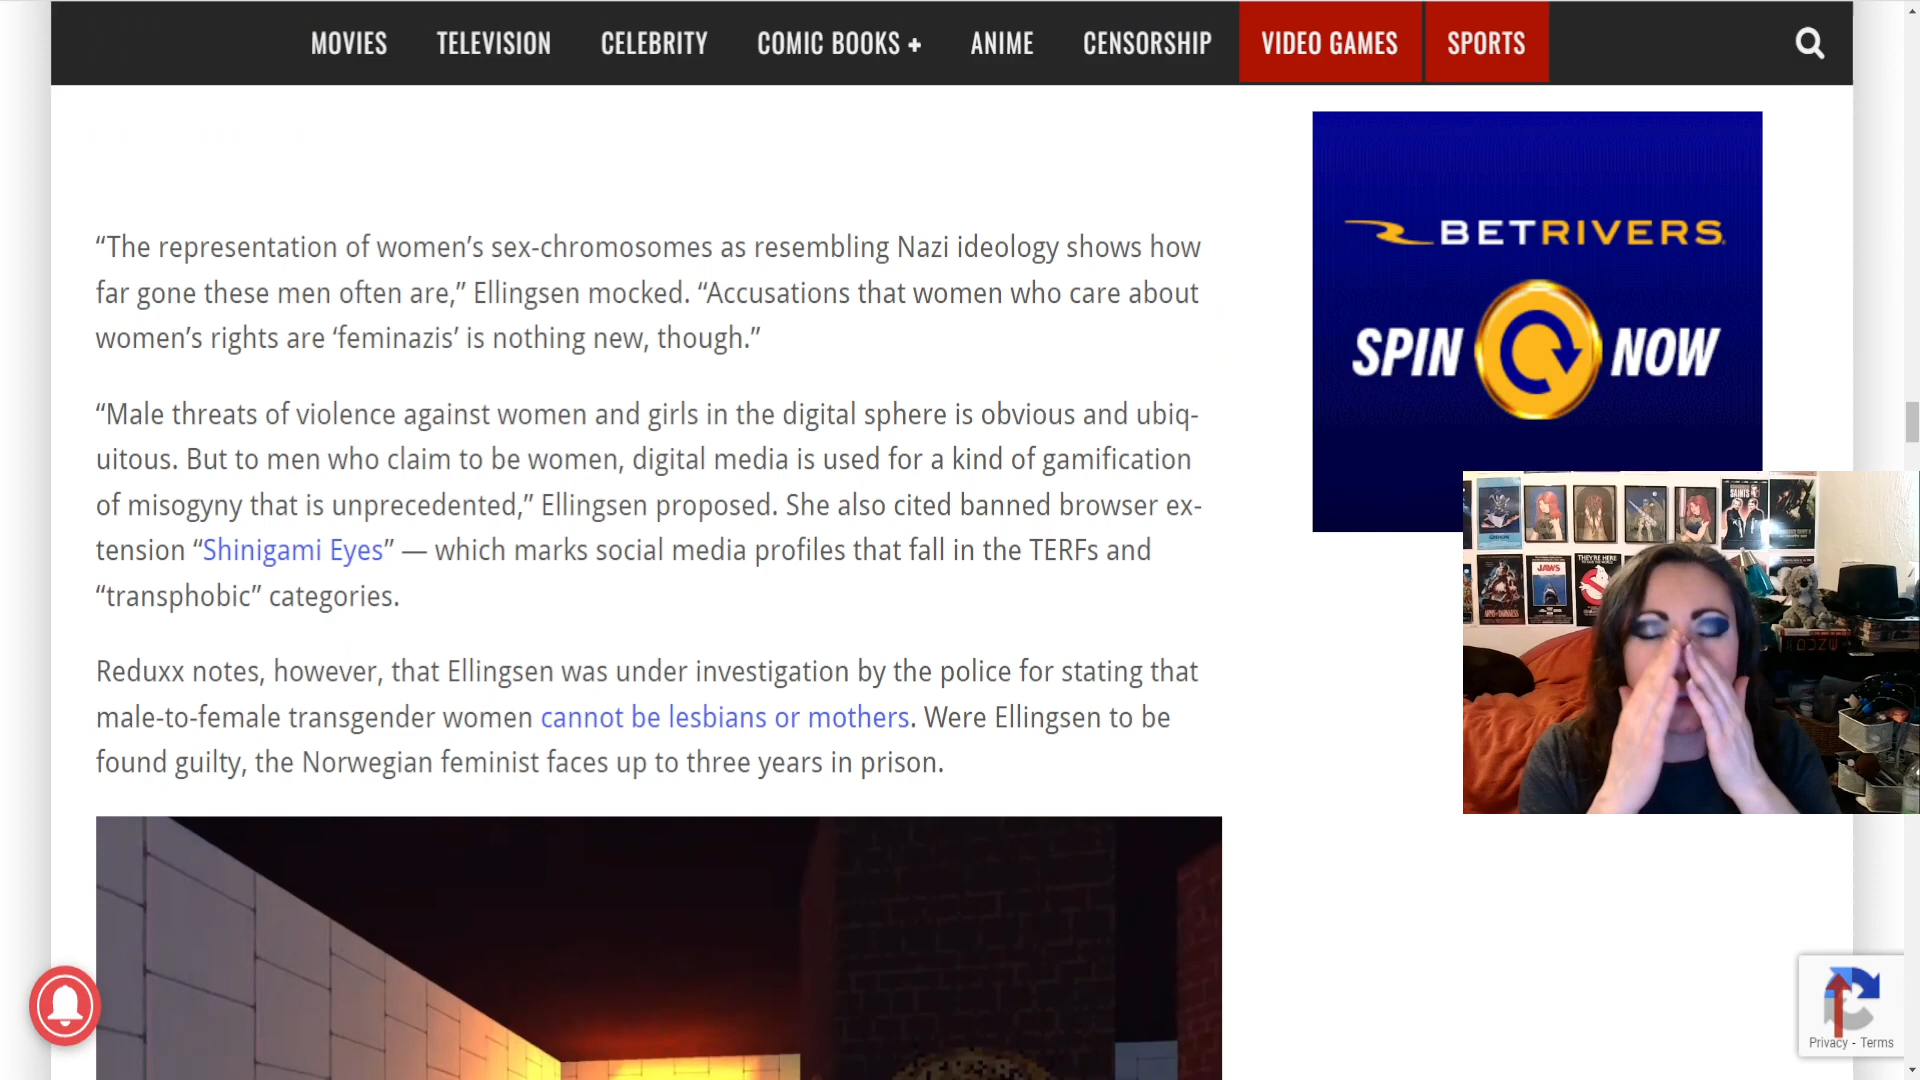 MOVIES TELEVISION CELEBRITY COMIC BOOKS + ANIME CENSORSHIP VIDEO GAMES SPORTS
“The representation of women’s sex-chromosomes as resembling Nazi ideology shows how
far gone these men often are,” Ellingsen mocked. “Accusations that women who care about
women’s rights are ‘feminazis’ is nothing new, though.”
“Male threats of violence against women and girls in the digital sphere is obvious and ubiq-
uitous. But to men who claim to be women, digital media is used for a kind of gamification
of misogyny that is unprecedented,” Ellingsen proposed. She also cited banned browser ex-
tension “Shinigami Eyes” — which marks social media profiles that fall in the TERFs and
“transphobic” categories.
Reduxx notes, however, that Ellingsen was under investigation by the police for stating that
male-to-female transgender women cannot be lesbians or mothers. Were Ellingsen to be
found guilty, the Norwegian feminist faces up to three years in prison.
BETRIVERS
SPIN NOW
SAINTS
JAWS
THEY'RE HERE
Privacy - Terms